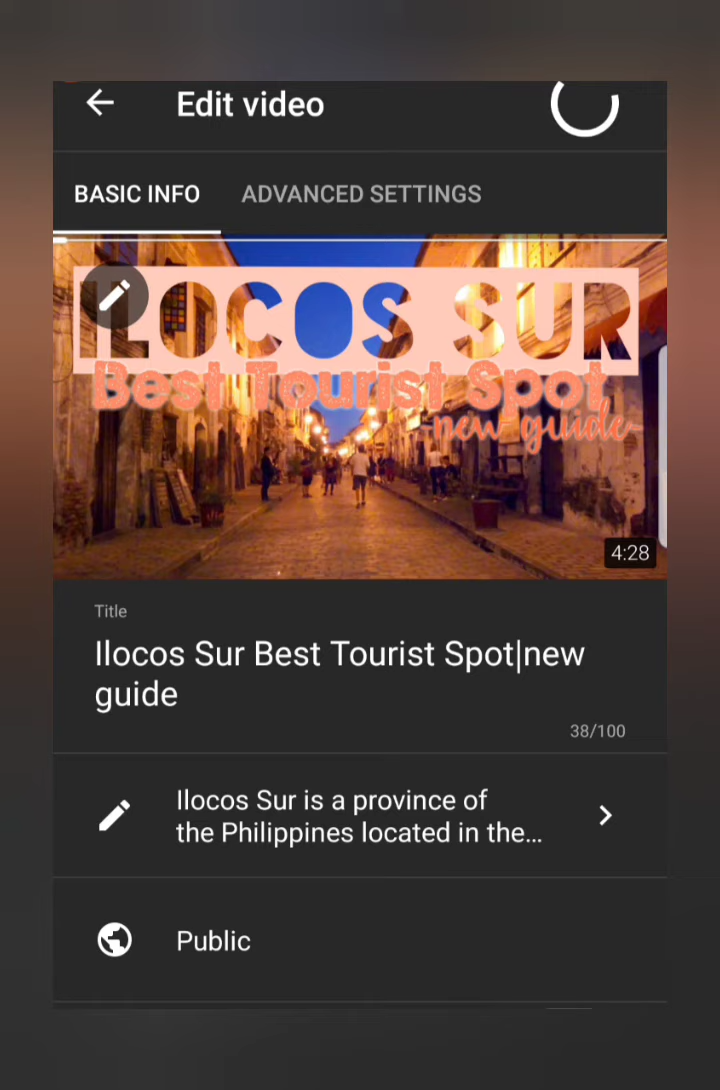 Edit video
BASIC INFO
ADVANCED SETTINGS
ILOCOS SUR
Best Tourist Spot
new guide
4:28
Title
Ilocos Sur Best Tourist Spot|new
guide
38/100
Ilocos Sur is a province of
the Philippines located in the...
Public